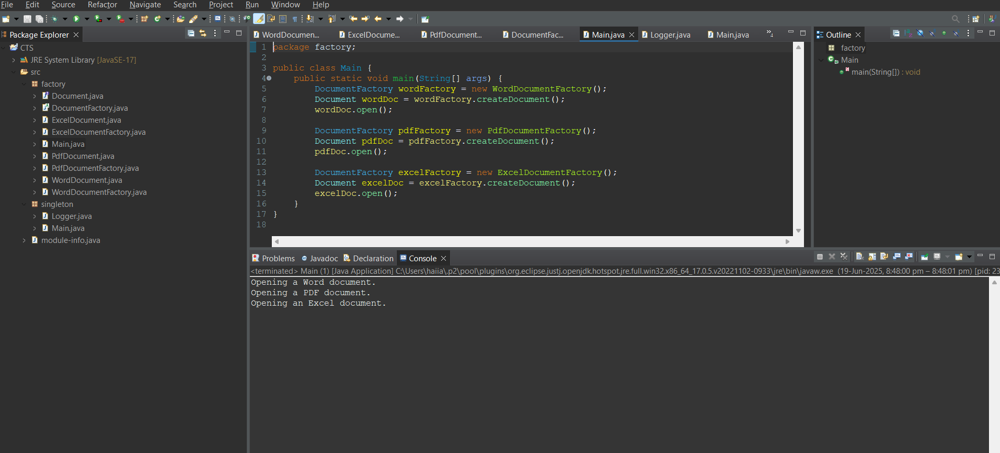 File Edit Source Refactor Navigate Search Project Run Window Help
Package Explorer
CTS
JRE System Library [JavaSE-17]
src
factory
Document.java
DocumentFactory.java
ExcelDocument.java
ExcelDocumentFactory.java
Main.java
PdfDocument.java
PdfDocumentFactory.java
WordDocument.java
WordDocumentFactory.java
singleton
Logger.java
Main.java
module-info.java
WordDocumen... ExcelDocume... PdfDocument... DocumentFac... Main.java Logger.java Main.java »4
1 package factory;
2
3 public class Main {
4 public static void main(String[] args) {
5 DocumentFactory wordFactory = new WordDocumentFactory();
6 Document wordDoc = wordFactory.createDocument();
7 wordDoc.open();
8
9 DocumentFactory pdfFactory = new PdfDocumentFactory();
10 Document pdfDoc = pdfFactory.createDocument();
11 pdfDoc.open();
12
13 DocumentFactory excelFactory = new ExcelDocumentFactory();
14 Document excelDoc = excelFactory.createDocument();
15 excelDoc.open();
16 }
17 }
18
Outline
factory
Main
main(String[]) : void
Problems @ Javadoc Declaration Console
<terminated> Main (1) [Java Application] C:\Users\haiia\.p2\pool\plugins\org.eclipse.justj.openjdk.hotspot.jre.full.win32.x86_64_17.0.5.v20221102-0933\jre\bin\javaw.exe (19-Jun-2025, 8:48:00 pm – 8:48:01 pm) [pid: 23
Opening a Word document.
Opening a PDF document.
Opening an Excel document.